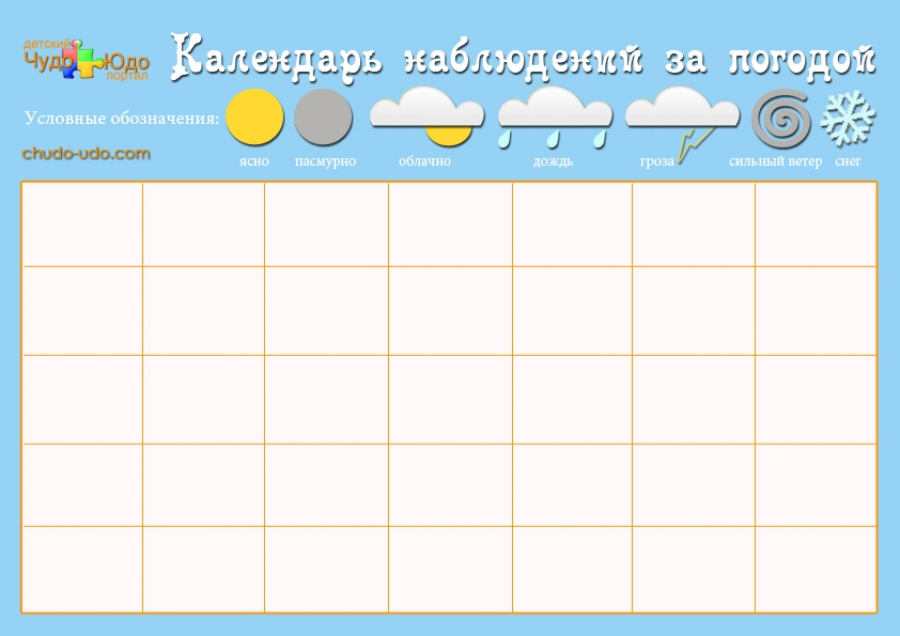 детский
Чудо Юдо
портал
Календарь наблюдений за погодой
Условные обозначения:
chudo-udo.com
ясно пасмурно облачно дождь гроза сильный ветер снег